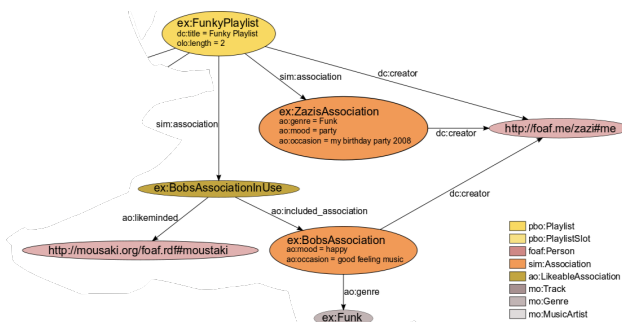 ex:FunkyPlaylist
dc:title = Funky Playlist
olo:length = 2
dc:creator
sim:association
sim:association
ex:ZazisAssociation
ao:genre = Funk
ao:mood = party
ao:occasion = my birthday party 2008
dc:creator
http://foaf.me/zazi#me
ex:BobsAssociationInUse
dc:creator
ao:likeminded
ao:included_association
ex:BobsAssociation
ao:mood = happy
ao:occasion = good feeling music
http://mousaki.org/foaf.rdf#moustaki
ao:genre
ex:Funk
pbo:Playlist
pbo:PlaylistSlot
foaf:Person
sim:Association
ao:LikeableAssociation
mo:Track
mo:Genre
mo:MusicArtist